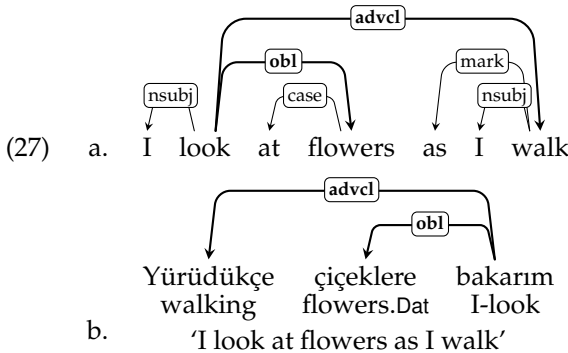 advcl
obl mark
nsubj case nsubj
(27) a. I look at flowers as I walk
advcl
obl
Yürüdükçe çiçeklere bakarım
walking flowers.Dat I-look
b. ‘I look at flowers as I walk’